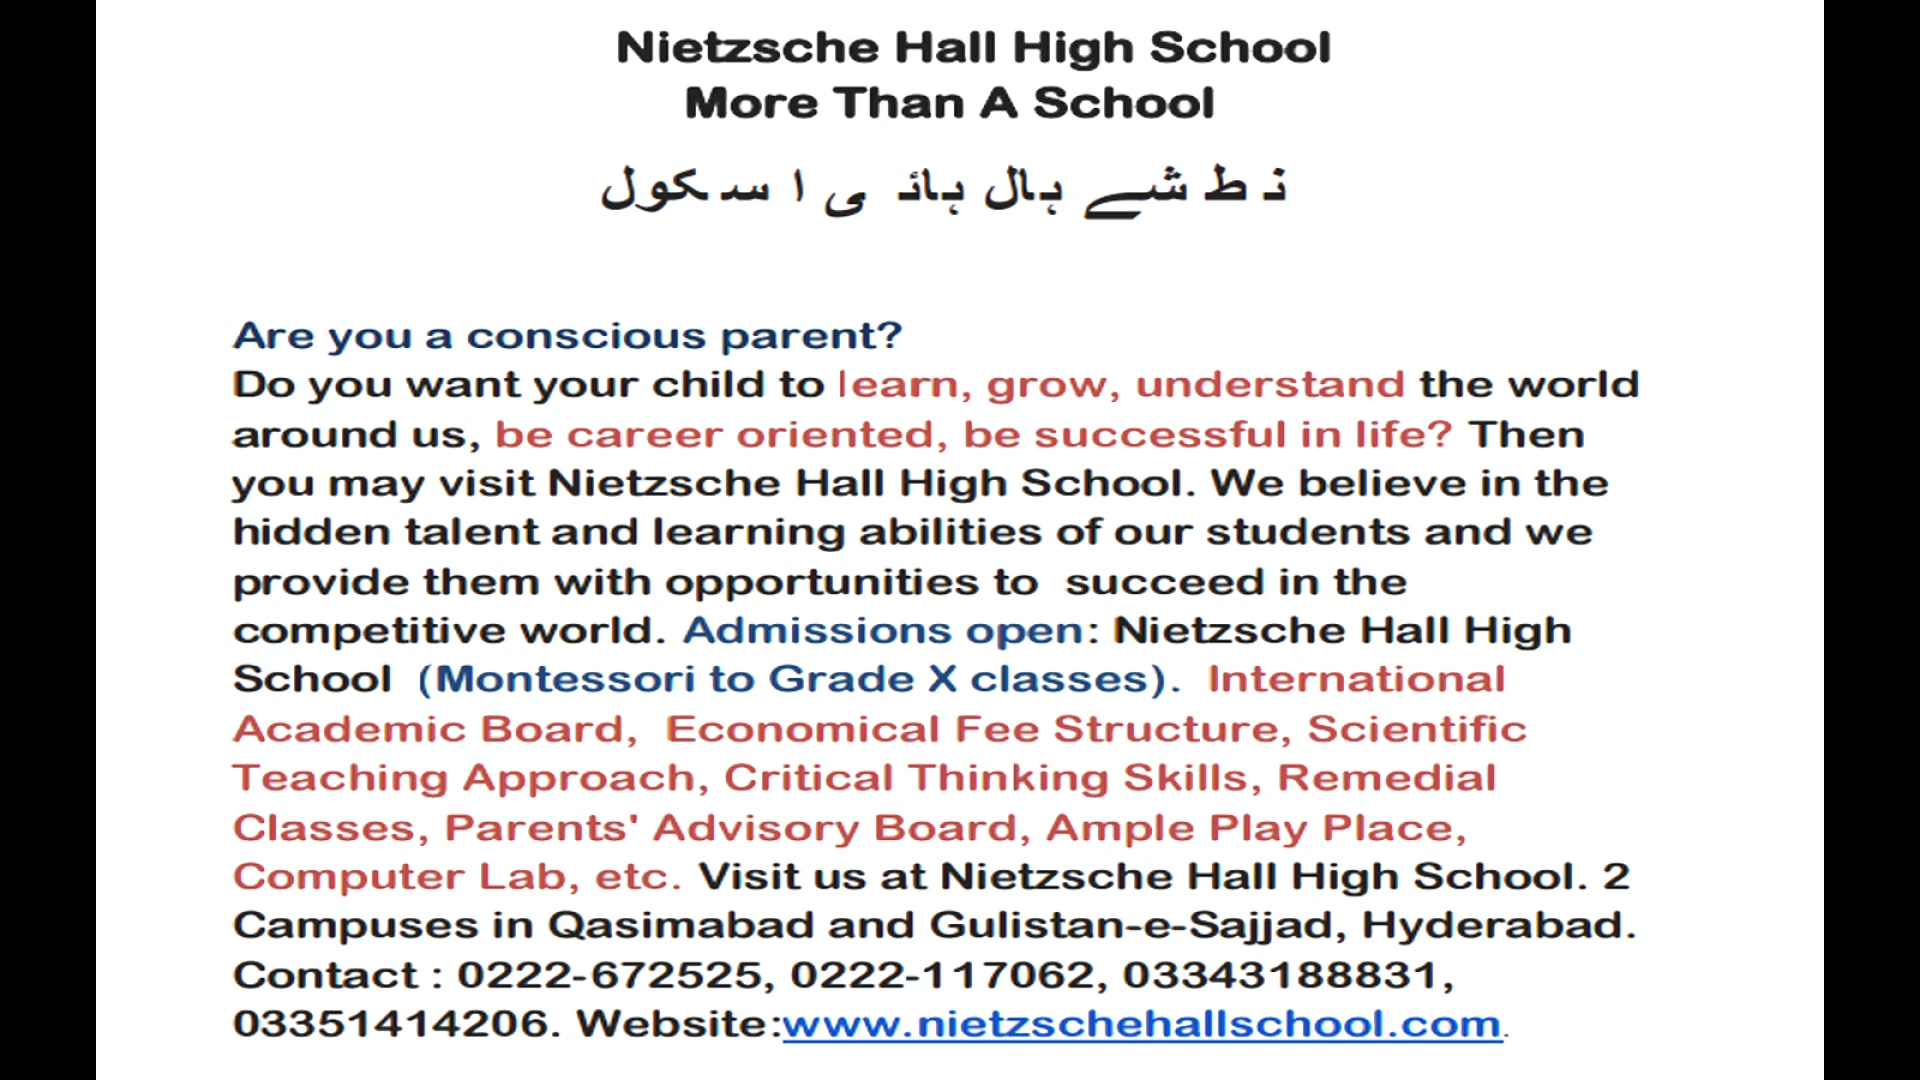 Nietzsche Hall High School
More Than A School
نطشے ہال ہائی اسکول
Are you a conscious parent?
Do you want your child to learn, grow, understand the world
around us, be career oriented, be successful in life? Then
you may visit Nietzsche Hall High School. We believe in the
hidden talent and learning abilities of our students and we
provide them with opportunities to  succeed in the
competitive world. Admissions open: Nietzsche Hall High
School  (Montessori to Grade X classes).  International
Academic Board,  Economical Fee Structure, Scientific
Teaching Approach, Critical Thinking Skills, Remedial
Classes, Parents' Advisory Board, Ample Play Place,
Computer Lab, etc. Visit us at Nietzsche Hall High School. 2
Campuses in Qasimabad and Gulistan-e-Sajjad, Hyderabad.
Contact : 0222-672525, 0222-117062, 03343188831,
03351414206. Website:www.nietzschehallschool.com.